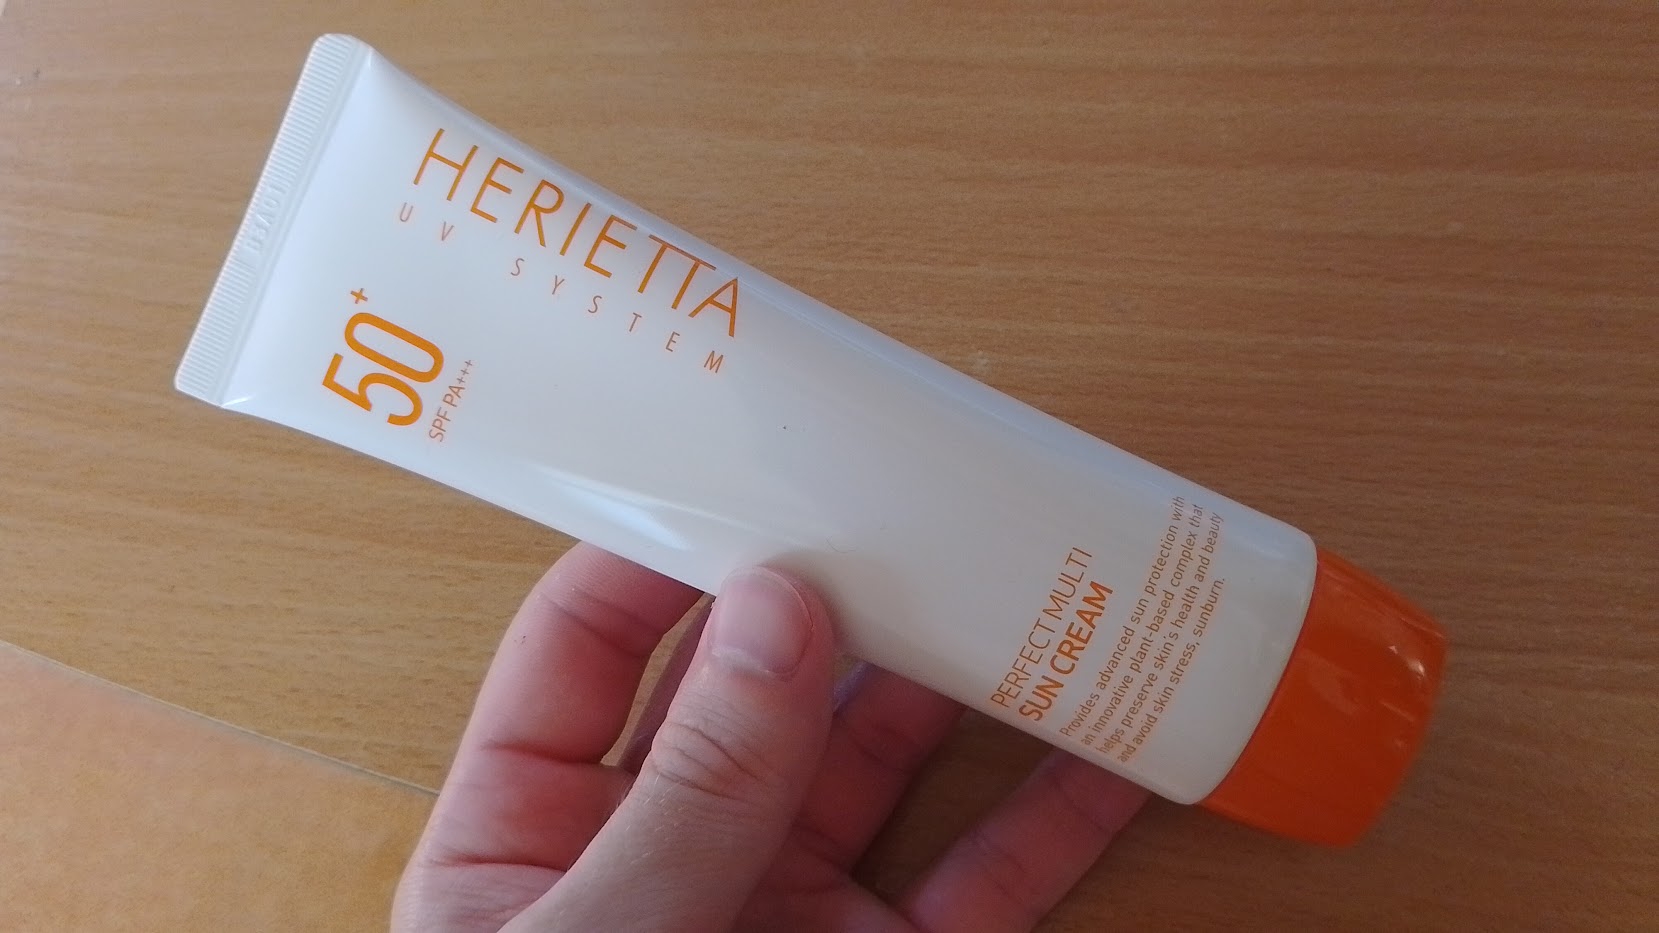 HERIETTA
UV SYSTEM
50+
SPF PA+++
PERFECT MULTI
SUN CREAM
Provides advanced sun protection with
an innovative plant-based complex that
helps preserve skin's health and beauty
and avoid skin stress, sunburn.